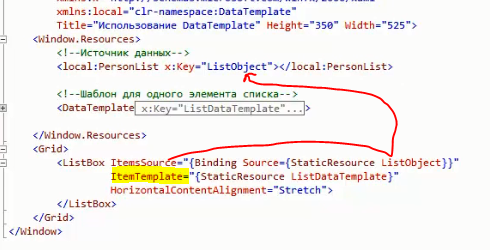 xmlns:local="clr-namespace:DataTemplate"
Title="Использование DataTemplate" Height="350" Width="525">
<Window.Resources>
<!--Источник данных-->
<local:PersonList x:Key="ListObject"></local:PersonList>
<!--Шаблон для одного элемента списка-->
<DataTemplate x:Key="ListDataTemplate"...>
</Window.Resources>
<Grid>
<ListBox ItemsSource="{Binding Source={StaticResource ListObject}}"
ItemTemplate="{StaticResource ListDataTemplate}"
HorizontalContentAlignment="Stretch">
</ListBox>
</Grid>
</Window>